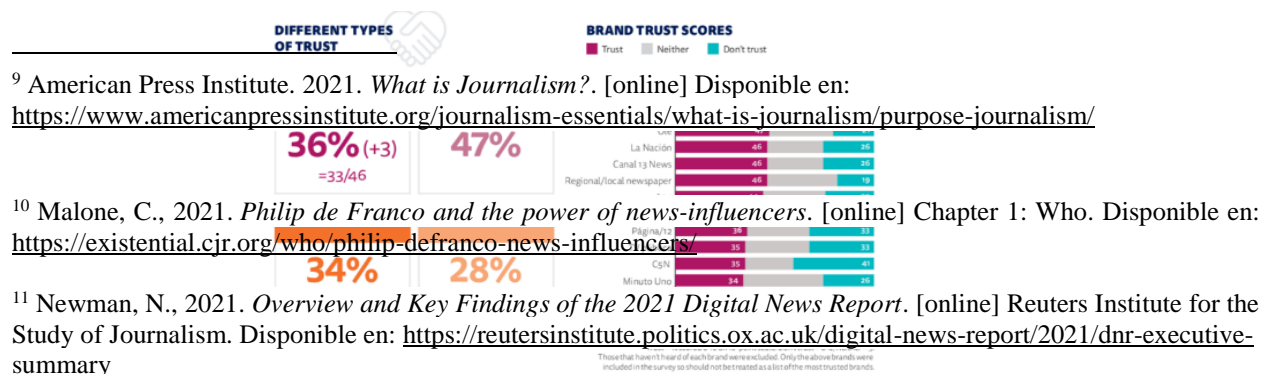 DIFFERENT TYPES
OF TRUST
BRAND TRUST SCORES
Trust Neither Don't trust
9 American Press Institute. 2021. What is Journalism?. [online] Disponible en:
https://www.americanpressinstitute.org/journalism-essentials/what-is-journalism/purpose-journalism/
36% (+3)
=33/46
47%
La Nación 46 26
Canal 13 News 46 26
Regional/local newspaper 46 19
10 Malone, C., 2021. Philip de Franco and the power of news-influencers. [online] Chapter 1: Who. Disponible en:
https://existential.cjr.org/who/philip-defranco-news-influencers/
34%
28%
Página/12 36 33
35 33
C5N 35 41
Minuto Uno 34 26
11 Newman, N., 2021. Overview and Key Findings of the 2021 Digital News Report. [online] Reuters Institute for the
Study of Journalism. Disponible en: https://reutersinstitute.politics.ox.ac.uk/digital-news-report/2021/dnr-executive-
summary
Those that haven't heard of each brand were excluded. Only the above brands were
included in the survey so should not be treated as a list of the most trusted brands.